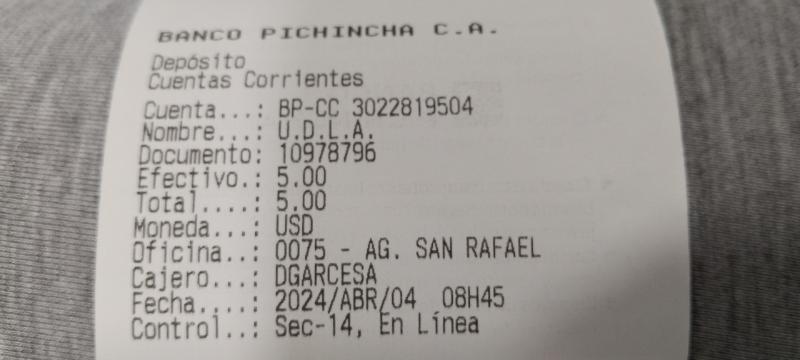 BANCO PICHINCHA C.A.
Depósito
Cuentas Corrientes
Cuenta...: BP-CC 3022819504
Nombre...: U.D.L.A.
Documento: 10978796
Efectivo.: 5.00
Total....: 5.00
Moneda...: USD
Oficina..: 0075 - AG. SAN RAFAEL
Cajero...: DGARCESA
Fecha....: 2024/ABR/04 08H45
Control..: Sec-14, En Línea